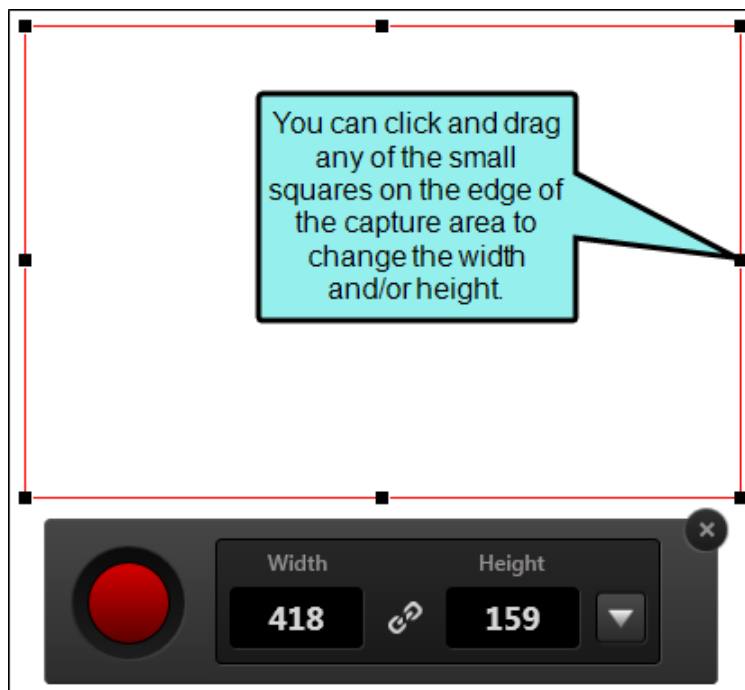 You can click and drag
any of the small
squares on the edge of
the capture area to
change the width
and/or height.
Width Height
418 159